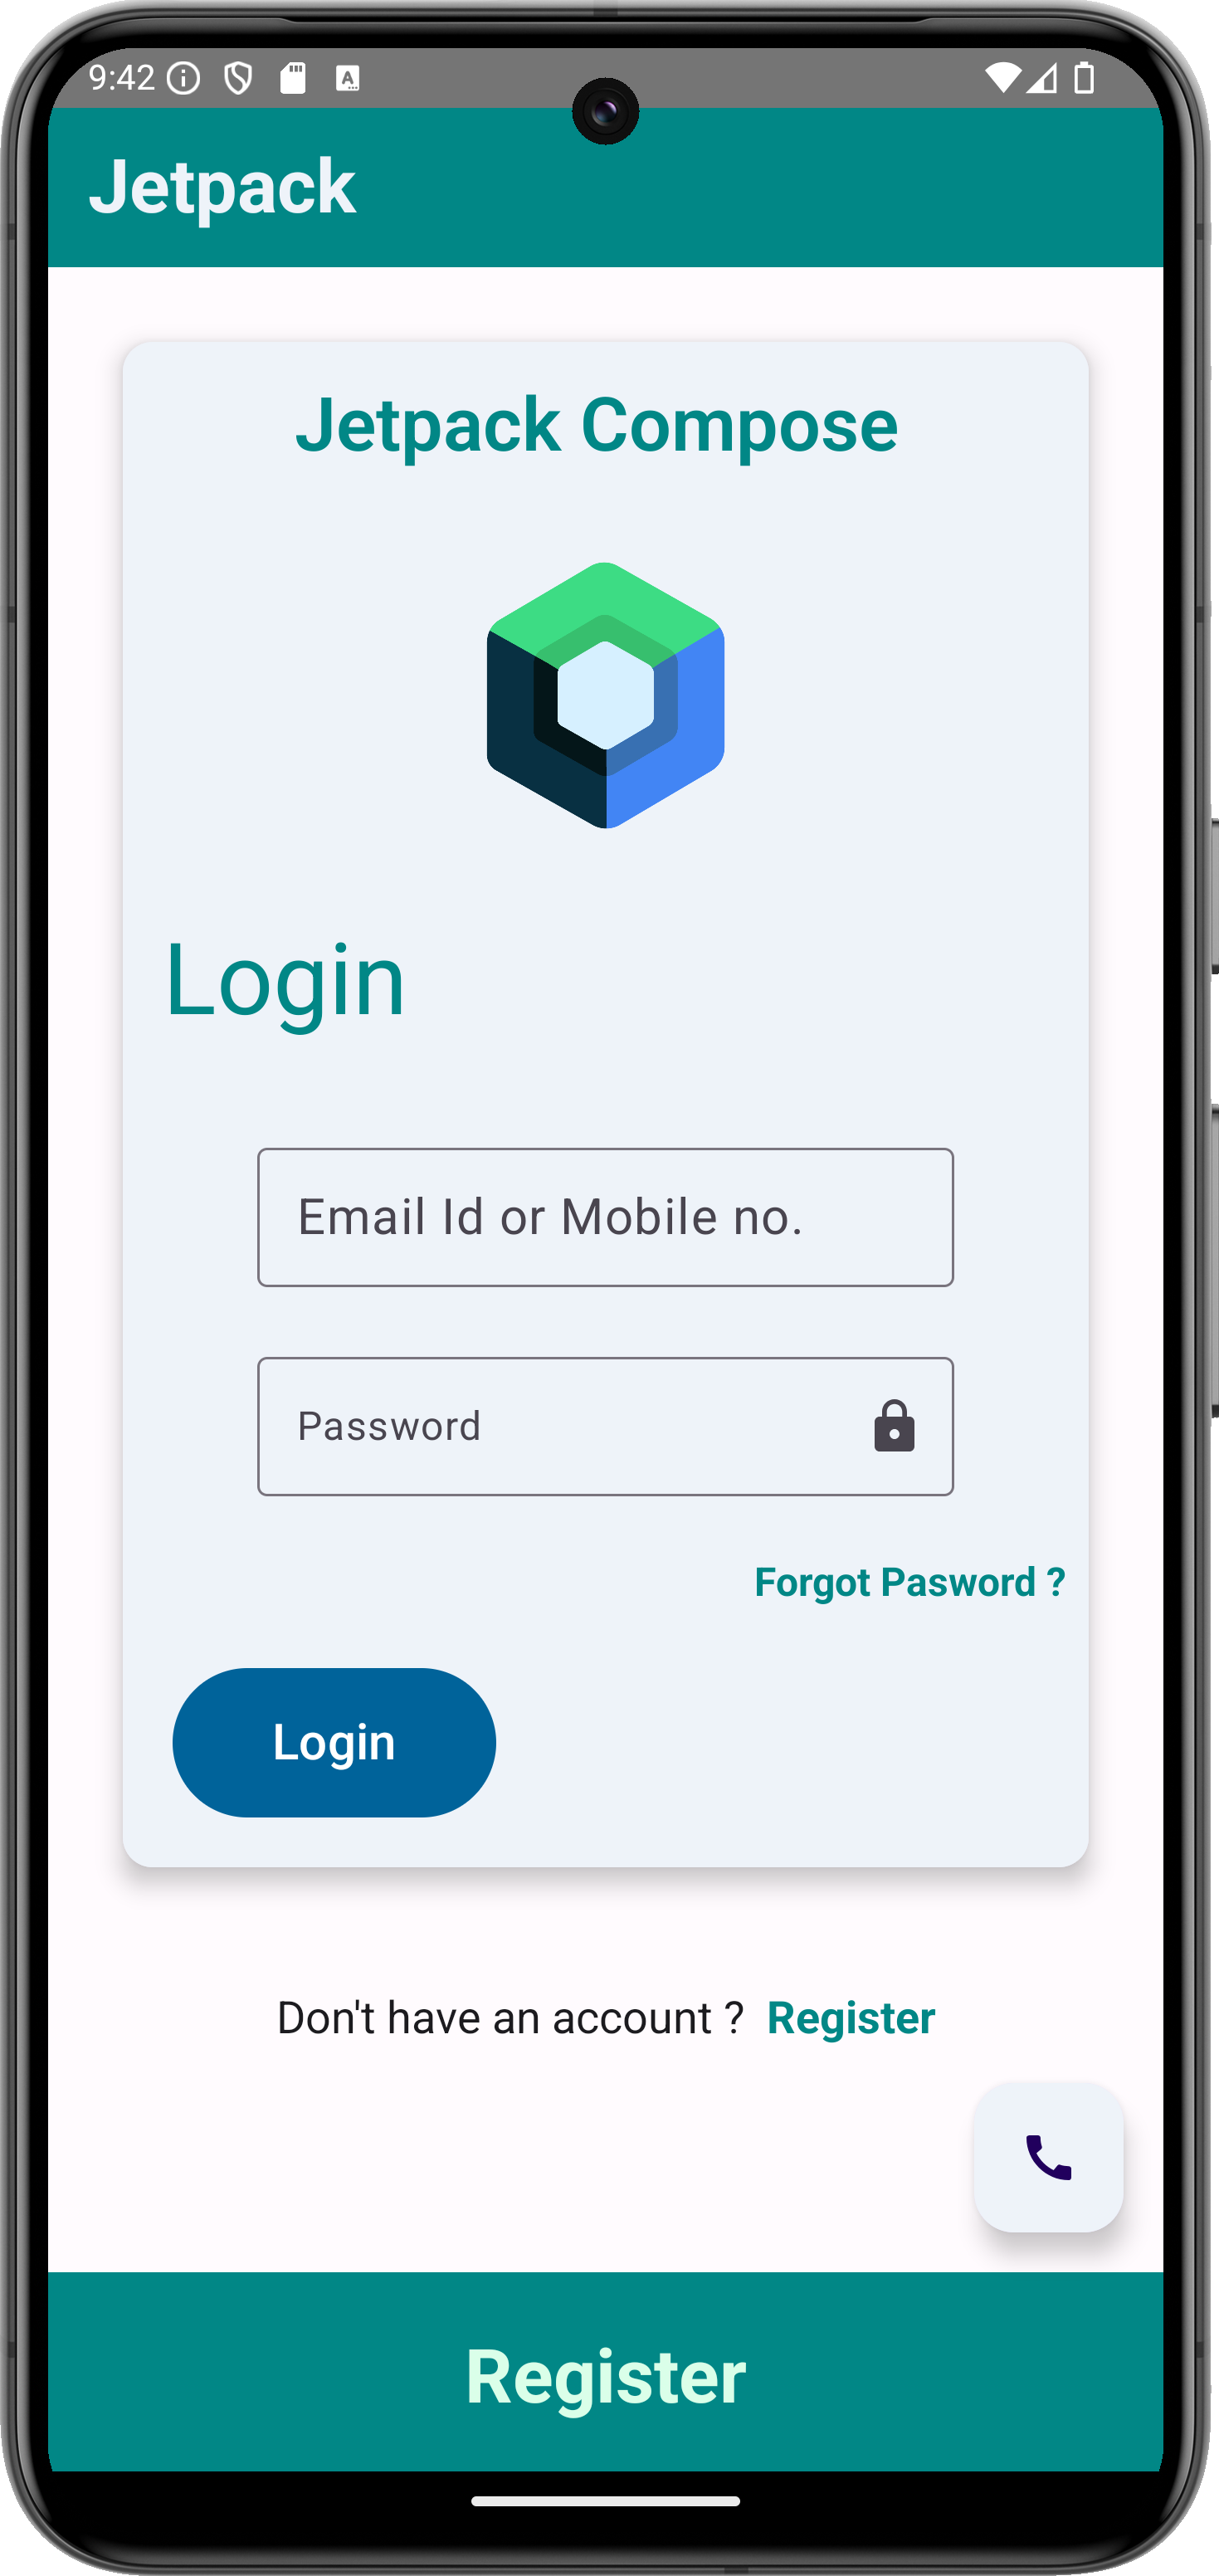 9:42
Jetpack
Jetpack Compose
Login
Email Id or Mobile no.
Password
Forgot Pasword ?
Login
Don't have an account ? Register
Register